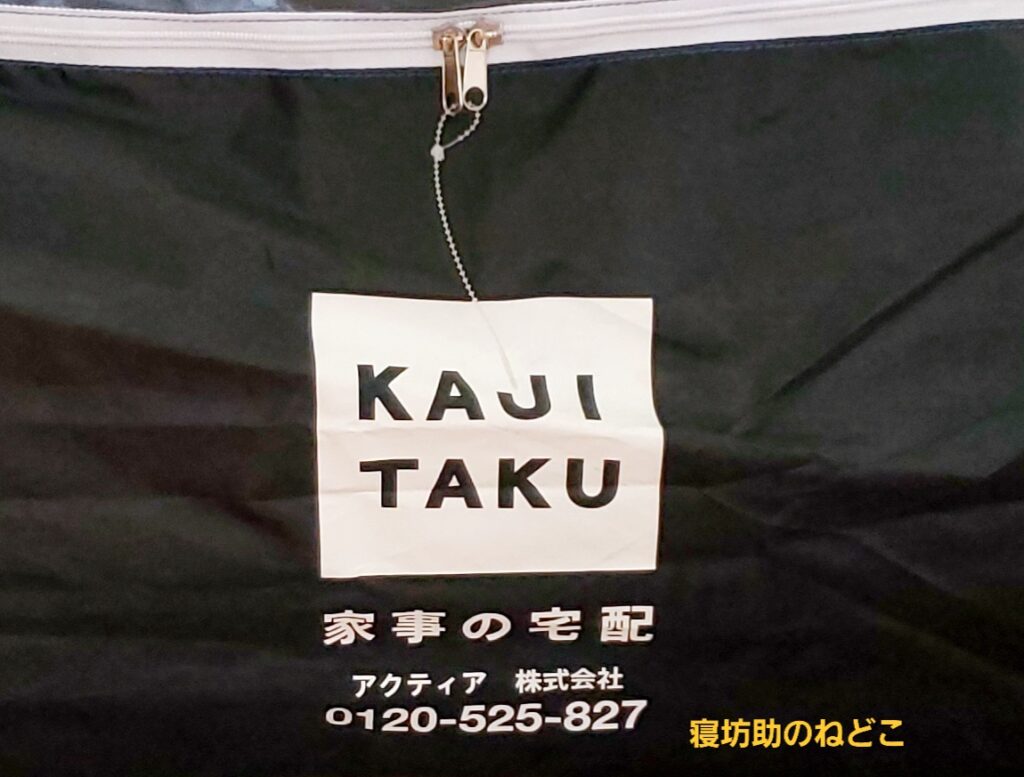 KAJI
TAKU
家事の宅配
アクティア 株式会社
0120-525-827
寝坊助のねどこ